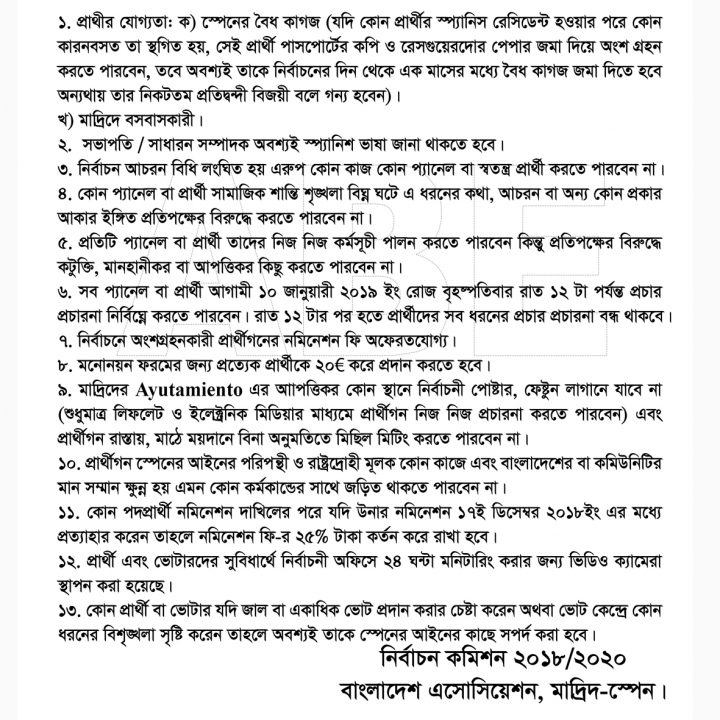 ১. প্রাথীর যোগ্যতা: ক) স্পেনের বৈধ কাগজ (যদি কোন প্রার্থীর স্প্যানিস রেসিডেন্ট হওয়ার পরে কোন
কারনবসত তা স্থগিত হয়, সেই প্রার্থী পাসপোর্টের কপি ও রেসগুয়েরদোর পেপার জমা দিয়ে অংশ গ্রহন
করতে পারবেন, তবে অবশ্যই তাকে নির্বাচনের দিন থেকে এক মাসের মধ্যে বৈধ কাগজ জমা দিতে হবে
অন্যথায় তার নিকটতম প্রতিদ্বন্দী বিজয়ী বলে গন্য হবেন)।
খ) মাদ্রিদে বসবাসকারী।
২. সভাপতি / সাধারন সম্পাদক অবশ্যই স্প্যানিশ ভাষা জানা থাকতে হবে।
৩. নির্বাচন আচরন বিধি লংঘিত হয় এরুপ কোন কাজ কোন প্যানেল বা স্বতন্ত্র প্রার্থী করতে পারবেন না।
৪. কোন প্যানেল বা প্রার্থী সামাজিক শান্তি শৃঙ্খলা বিঘ্ন ঘটে এ ধরনের কথা, আচরন বা অন্য কোন প্রকার
আকার ইঙ্গিত প্রতিপক্ষের বিরুদ্ধে করতে পারবেন না।
৫. প্রতিটি প্যানেল বা প্রার্থী তাদের নিজ নিজ কর্মসূচী পালন করতে পারবেন কিন্তু প্রতিপক্ষের বিরুদ্ধে
কটুক্তি, মানহানীকর বা আপত্তিকর কিছু করতে পারবেন না।
৬. সব প্যানেল বা প্রার্থী আগামী ১০ জানুয়ারী ২০১৯ ইং রোজ বৃহস্পতিবার রাত ১২ টা পর্যন্ত প্রচার
প্রচারনা নির্বিঘ্নে করতে পারবেন। রাত ১২ টার পর হতে প্রার্থীদের সব ধরনের প্রচার প্রচারনা বন্ধ থাকবে।
৭. নির্বাচনে অংশগ্রহনকারী প্রার্থীগনের নমিনেশন ফি অফেরতযোগ্য।
৮. মনোনয়ন ফরমের জন্য প্রত্যেক প্রার্থীকে ২০€ করে প্রদান করতে হবে।
৯. মাদ্রিদের Ayutamiento এর আাপত্তিকর কোন স্থানে নির্বাচনী পোষ্টার, ফেষ্টুন লাগানে যাবে না
(শুধুমাত্র লিফলেট ও ইলেক্ট্রনিক মিডিয়ার মাধ্যমে প্রার্থীগন নিজ নিজ প্রচারনা করতে পারবেন) এবং
প্রার্থীগন রাস্তায়, মাঠে ময়দানে বিনা অনুমতিতে মিছিল মিটিং করতে পারবেন না।
১০. প্রার্থীগন স্পেনের আইনের পরিপন্থী ও রাষ্ট্রদ্রোহী মূলক কোন কাজে এবং বাংলাদেশের বা কমিউনিটির
মান সম্মান ক্ষুন্ন হয় এমন কোন কর্মকান্ডের সাথে জড়িত থাকতে পারবেন না।
১১. কোন পদপ্রার্থী নমিনেশন দাখিলের পরে যদি উনার নমিনেশন ১৭ই ডিসেম্বর ২০১৮ইং এর মধ্যে
প্রত্যাহার করেন তাহলে নমিনেশন ফি-র ২৫% টাকা কর্তন করে রাখা হবে।
১২. প্রার্থী এবং ভোটারদের সুবিধার্থে নির্বাচনী অফিসে ২৪ ঘন্টা মনিটারিং করার জন্য ভিডিও ক্যামেরা
স্থাপন করা হয়েছে।
১৩. কোন প্রার্থী বা ভোটার যদি জাল বা একাধিক ভোট প্রদান করার চেষ্টা করেন অথবা ভোট কেন্দ্রে কোন
ধরনের বিশৃঙ্খলা সৃষ্টি করেন তাহলে অবশ্যই তাকে স্পেনের আইনের কাছে সপর্দ করা হবে।
নির্বাচন কমিশন ২০১৮/২০২০
বাংলাদেশ এসোসিয়েশন, মাদ্রিদ-স্পেন।